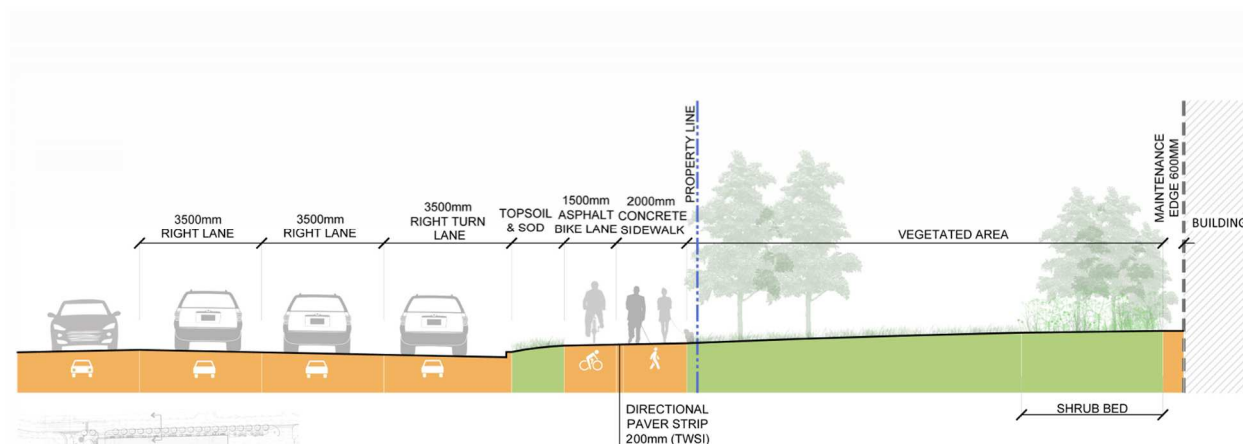 3500mm
RIGHT LANE
3500mm
RIGHT LANE
3500mm
RIGHT TURN
LANE
TOPSOIL
& SOD
1500mm
ASPHALT
BIKE LANE
2000mm
CONCRETE
SIDEWALK
PROPERTY LINE
VEGETATED AREA
MAINTENANCE
EDGE 600MM
BUILDING
DIRECTIONAL
PAVER STRIP
200mm (TWSI)
SHRUB BED